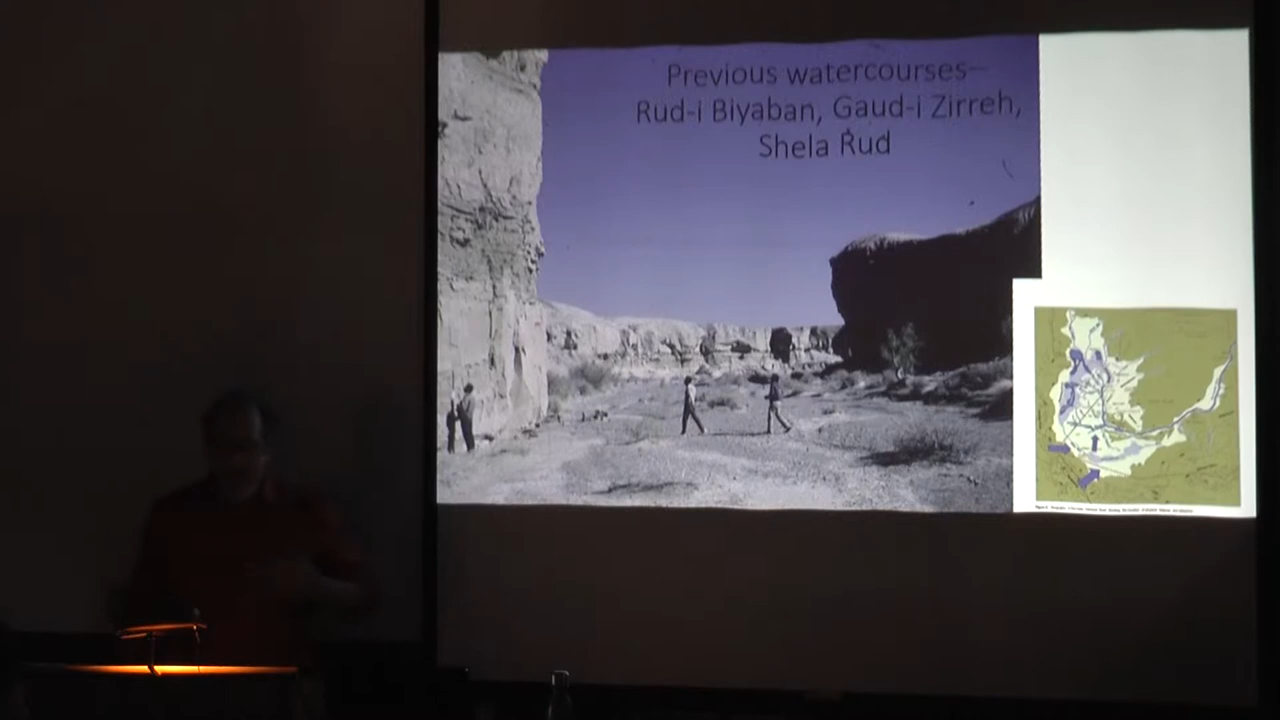 Previous watercourses–
Rud-i Biyaban, Gaud-i Zirreh,
Shela Rud